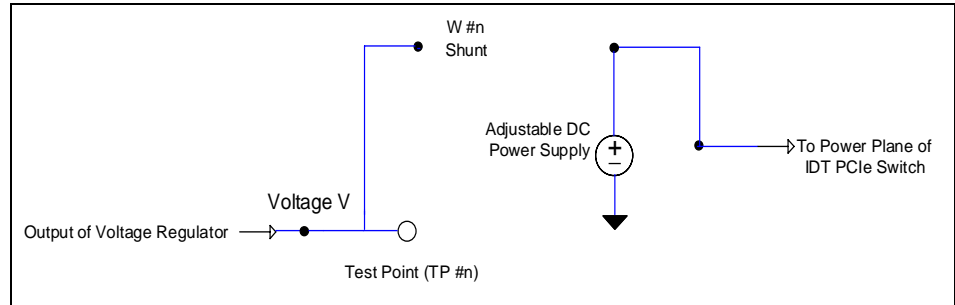 W #n
Shunt
Adjustable DC
Power Supply
+
−
To Power Plane of
IDT PCIe Switch
Voltage V
Output of Voltage Regulator
Test Point (TP #n)